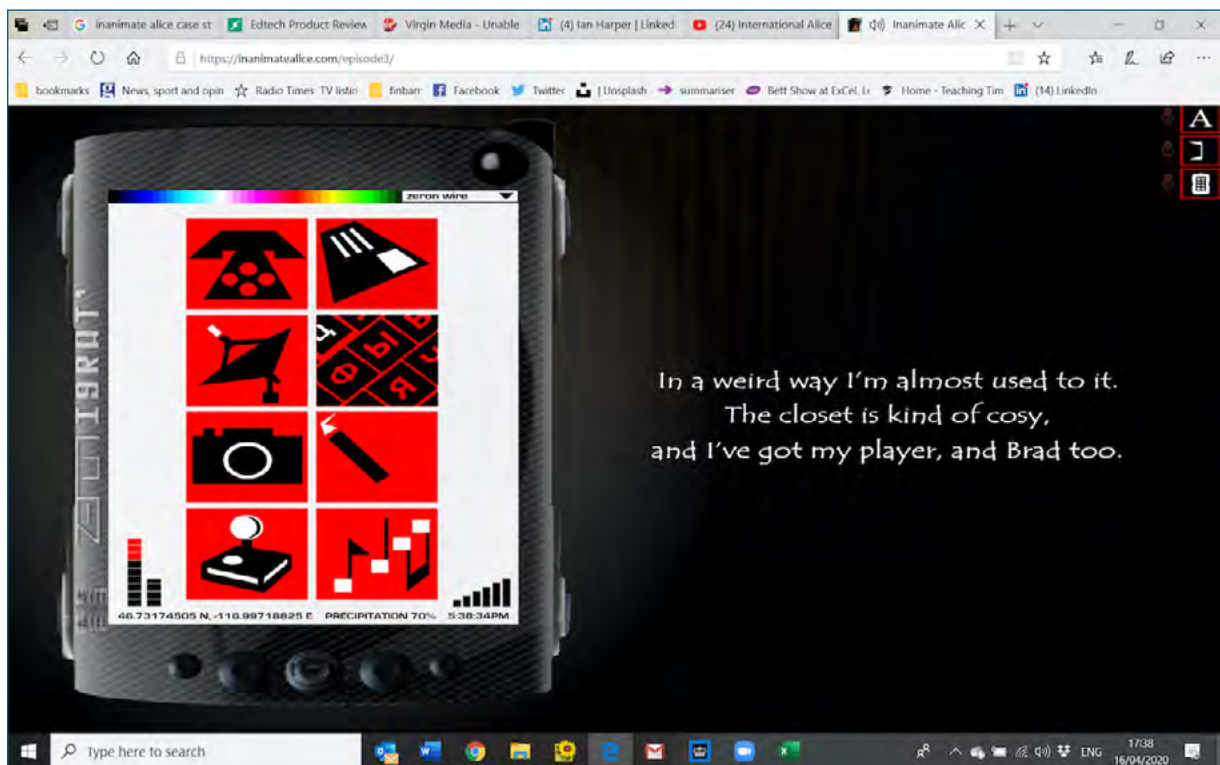 inanimate alice case st
Edtech Product Review
Virgin Media - Unable
(4) Ian Harper | Linked
(24) International Alice
Inanimate Alic
https://inanimatealice.com/episode3/
bookmarks
News, sport and opin
Radio Times TV listin
finbarr
Facebook
Twitter
| Unsplash
summariser
Bett Show at ExCeL L
Home - Teaching Tim
(14) LinkedIn
A
zeron wire
Ы
Ф
Я
In a weird way I'm almost used to it.
The closet is kind of cosy,
and I've got my player, and Brad too.
46.73174505 N, -116.99718825 E PRECIPITATION 70% 5:38:34PM
Type here to search
ENG
17:38
16/04/2020